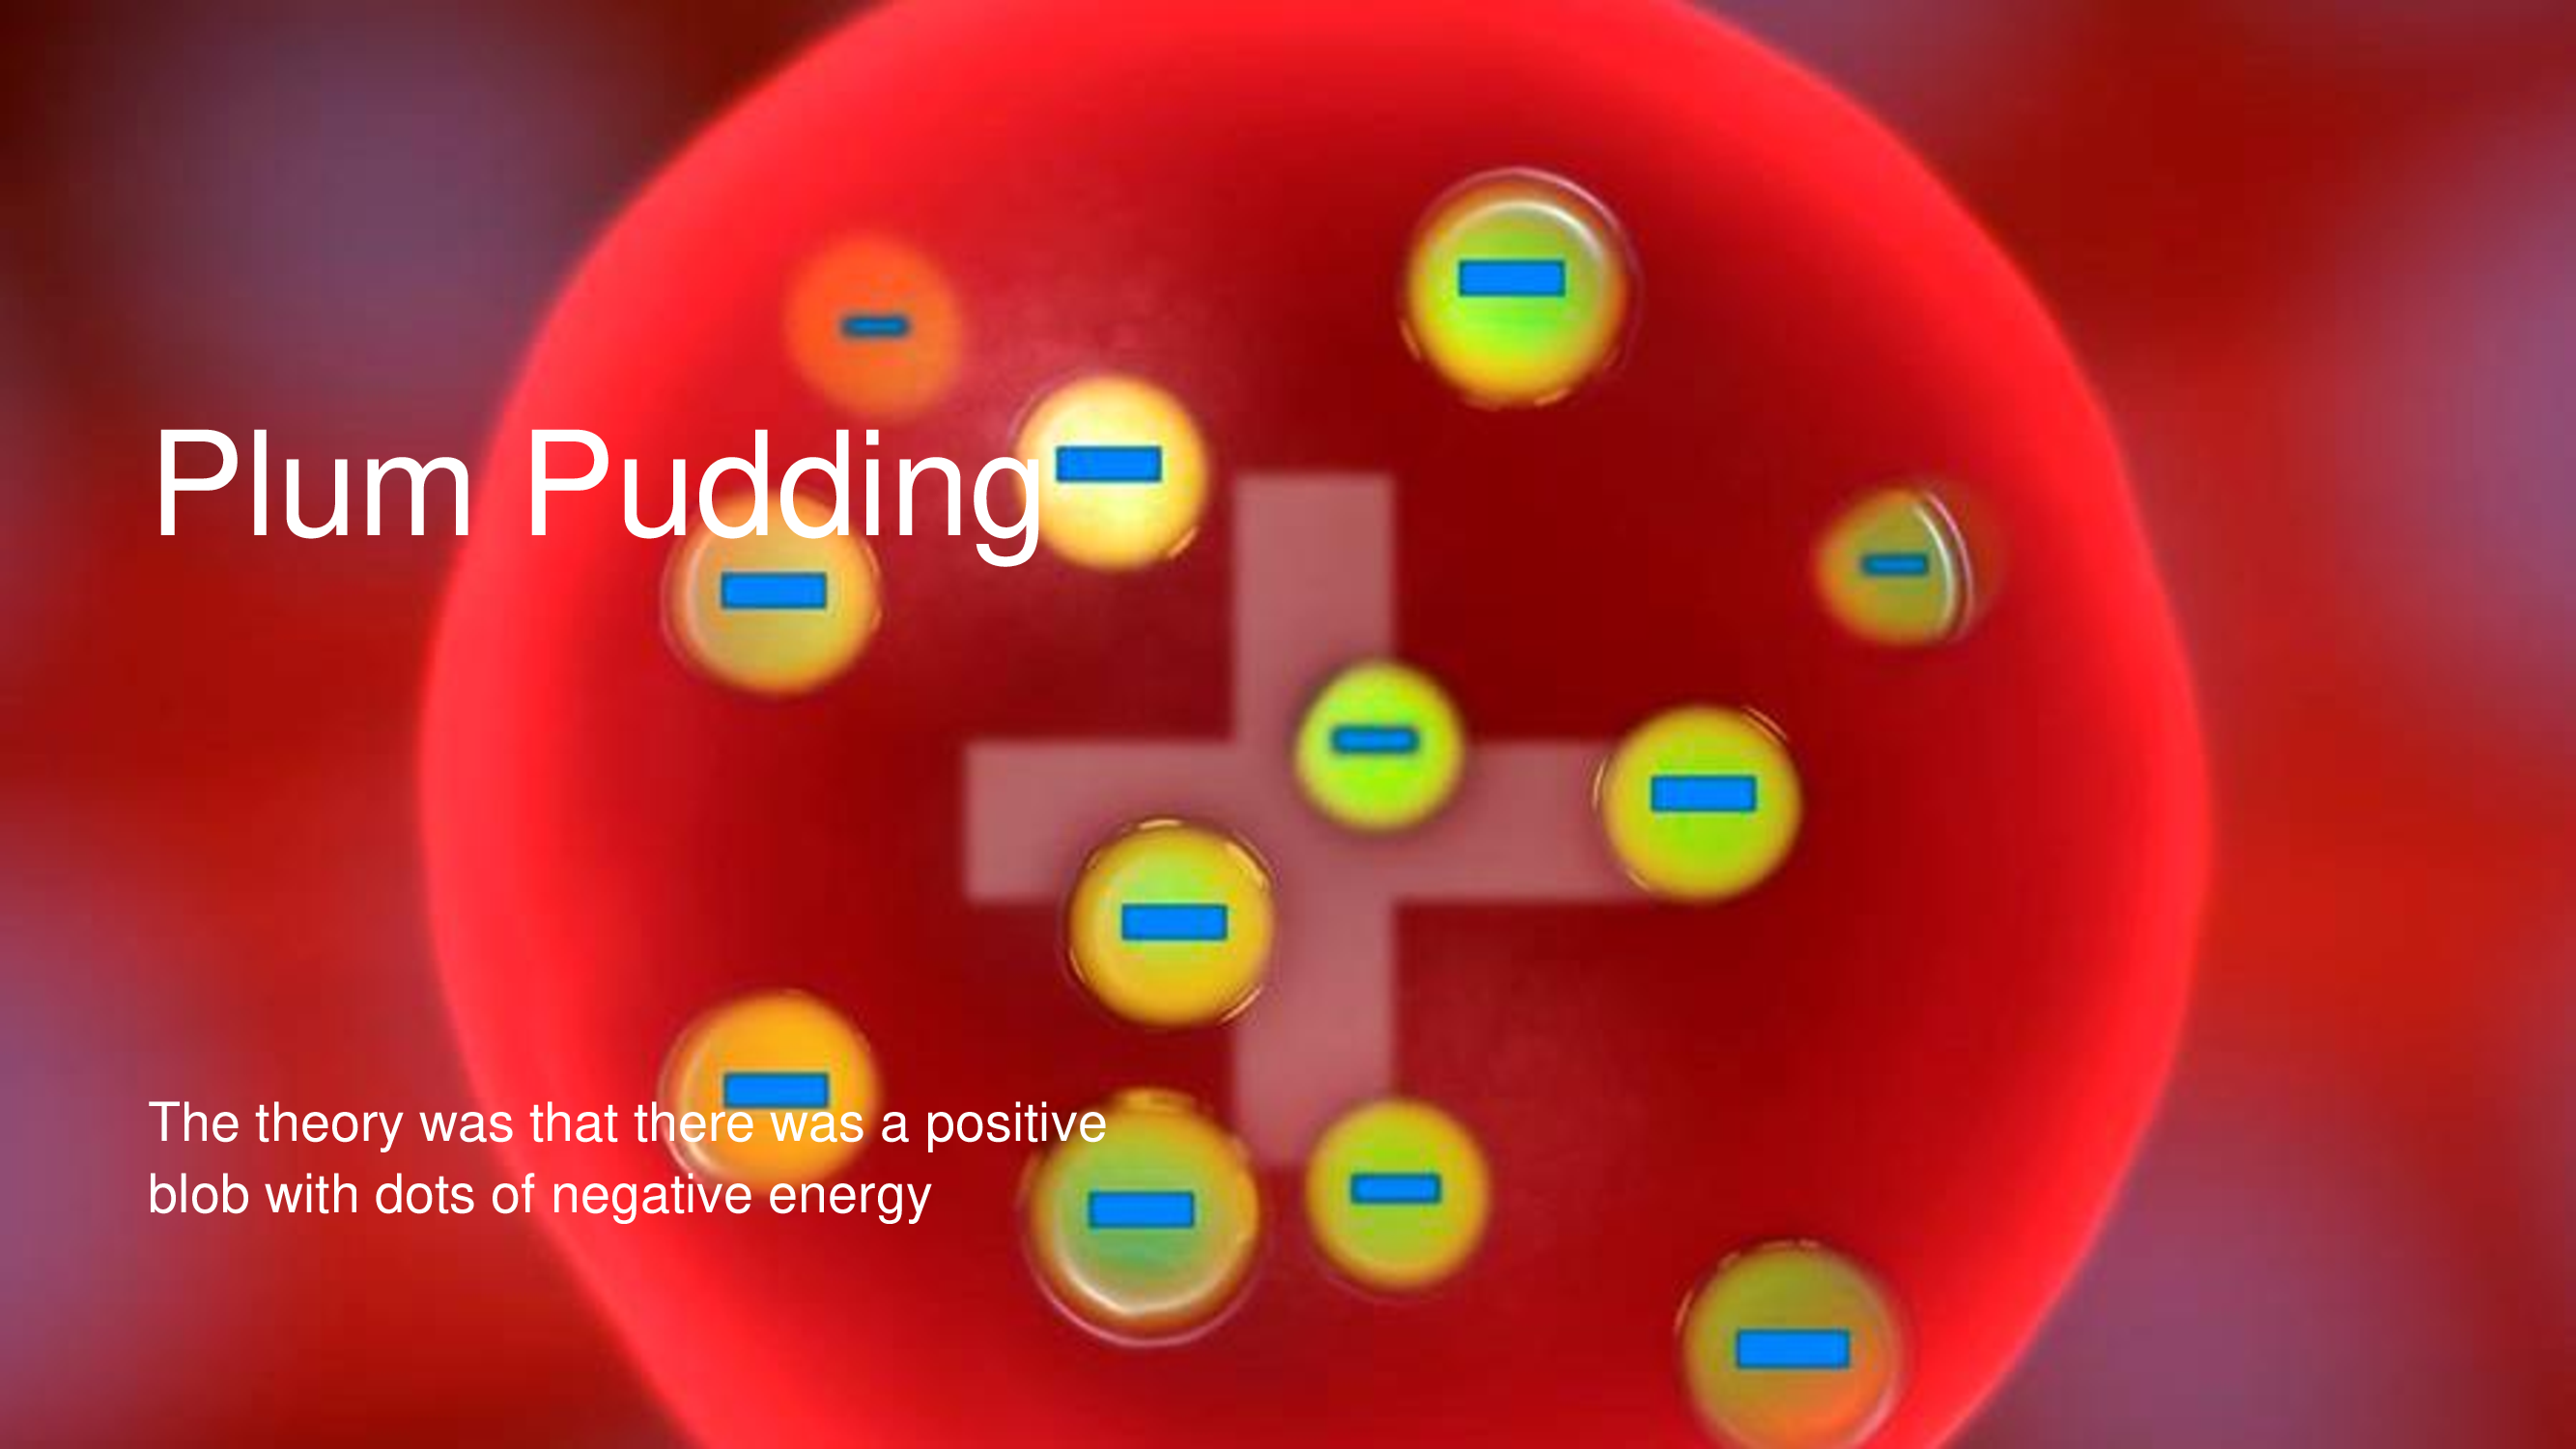 Plum Pudding
The theory was that there was a positive
blob with dots of negative energy